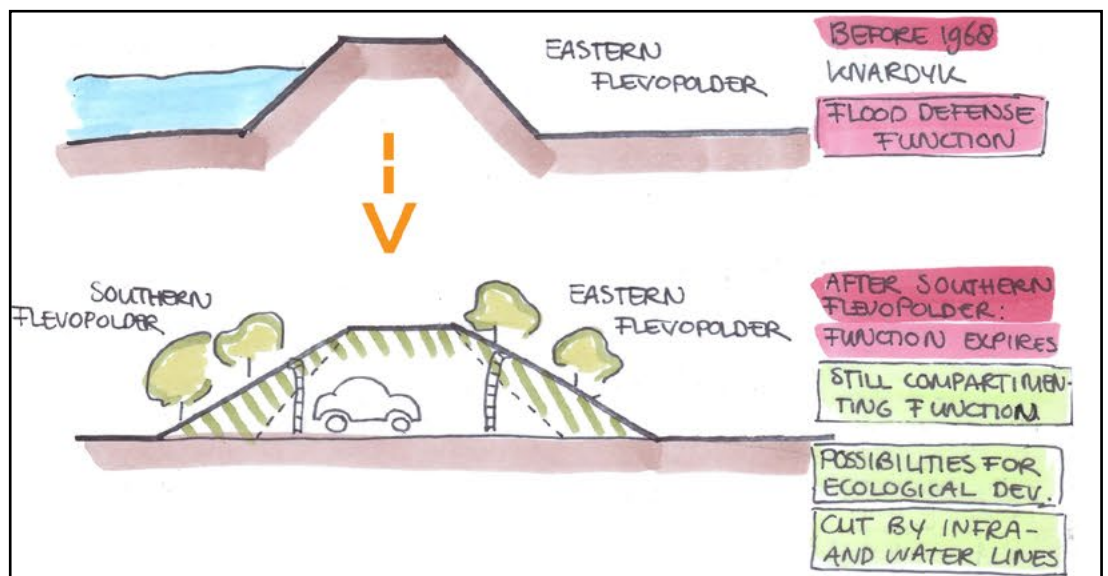 EASTERN
FLEVOPOLDER
BEFORE 1968
KNARDYK
FLOOD DEFENSE
FUNCTION
SOUTHERN
FLEVOPOLDER
EASTERN
FLEVOPOLDER
AFTER SOUTHERN
FLEVOPOLDER:
FUNCTION EXPIRES
STILL COMPARTIMEN-
TING FUNCTION.
POSSIBILITIES FOR
ECOLOGICAL DEV.
CUT BY INFRA-
AND WATER LINES